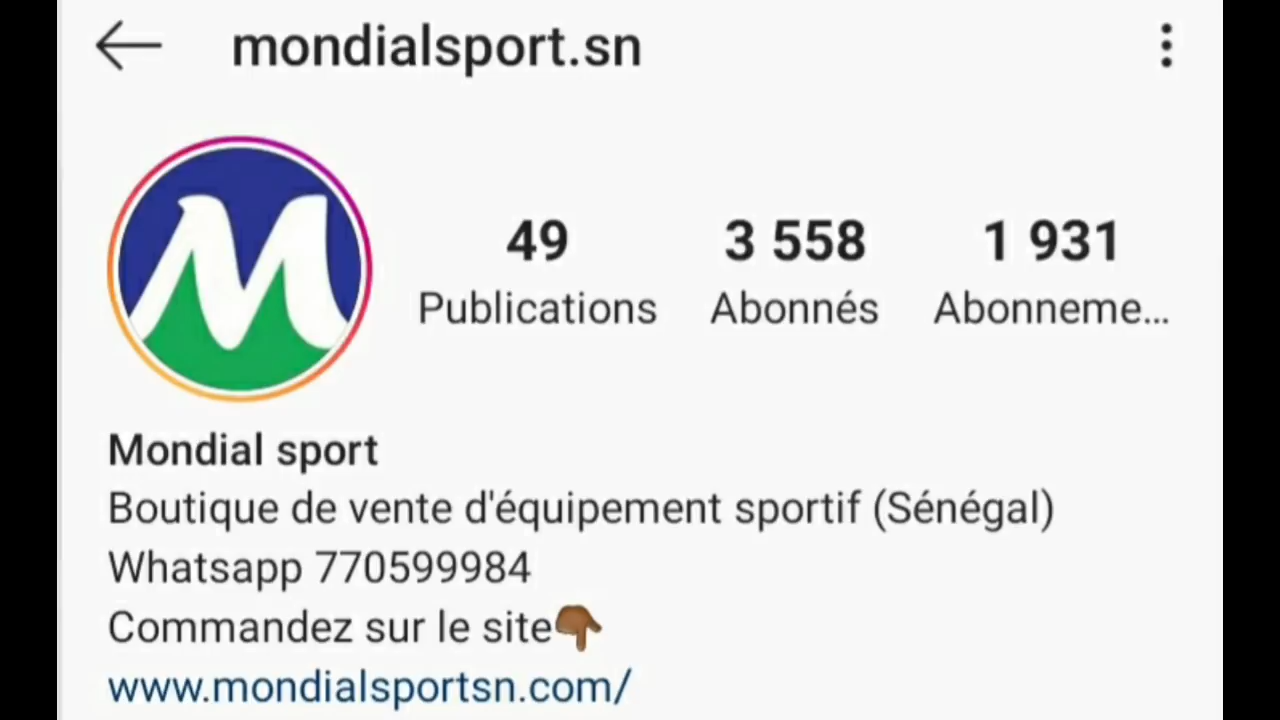 mondialsport.sn
49 3 558 1 931
Publications Abonnés Abonneme...
Mondial sport
Boutique de vente d'équipement sportif (Sénégal)
Whatsapp 770599984
Commandez sur le site👇🏾
www.mondialsportsn.com/